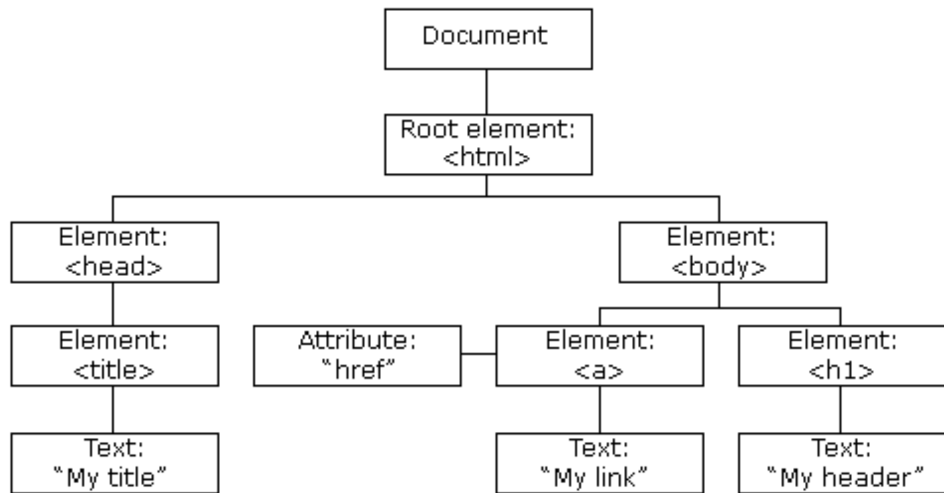 Document
Root element:
<html>
Element:
<head>
Element:
<body>
Element:
<title>
Attribute:
“href”
Element:
<a>
Element:
<h1>
Text:
“My title”
Text:
“My link”
Text:
“My header”